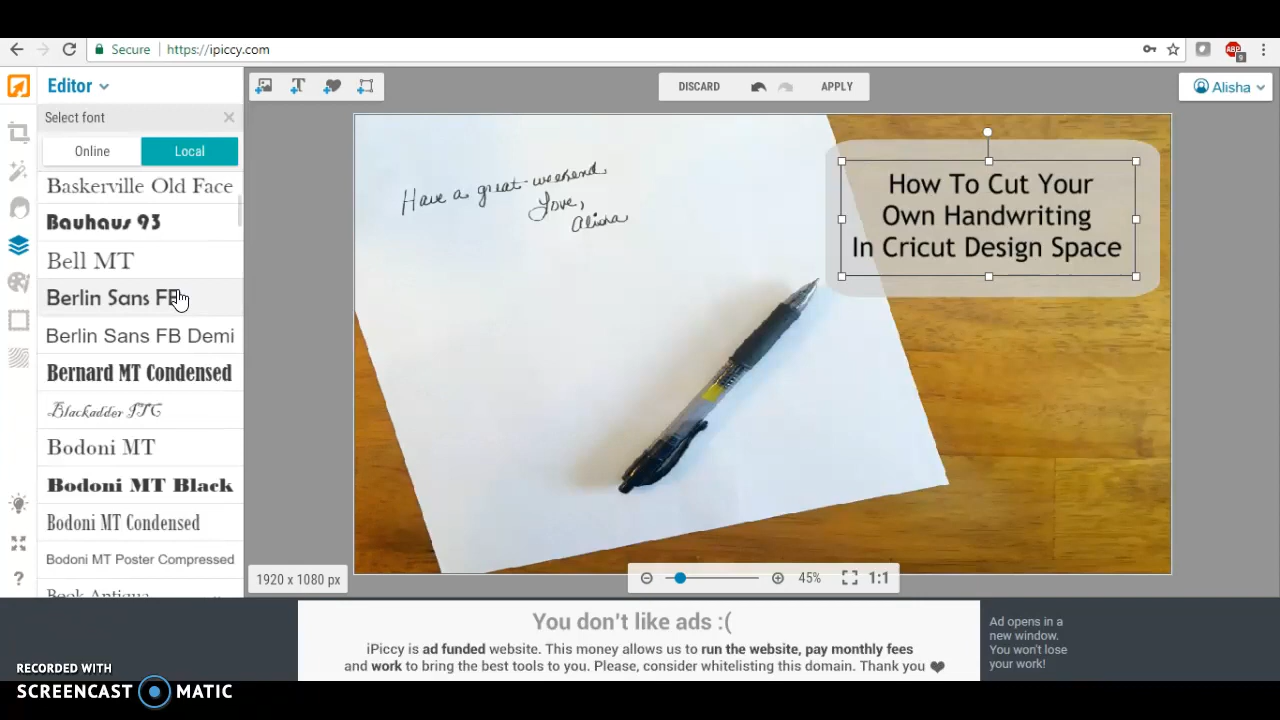 Secure
https://ipiccy.com
9
Editor
DISCARD
APPLY
Alisha
Select font
Online
Local
Baskerville Old Face
Bauhaus 93
Bell MT
Berlin Sans FB
Berlin Sans FB Demi
Bernard MT Condensed
Blackadder ITC
Bodoni MT
Bodoni MT Black
Bodoni MT Condensed
Bodoni MT Poster Compressed
Book Antiqua
Have a great weekend
Love,
Alisha
How To Cut Your
Own Handwriting
In Cricut Design Space
1920 x 1080 px
45%
1:1
?
You don't like ads :(
iPiccy is ad funded website. This money allows us to run the website, pay monthly fees
and work to bring the best tools to you. Please, consider whitelisting this domain. Thank you
Ad opens in a
new window.
You won't lose
your work!
RECORDED WITH
SCREENCAST MATIC